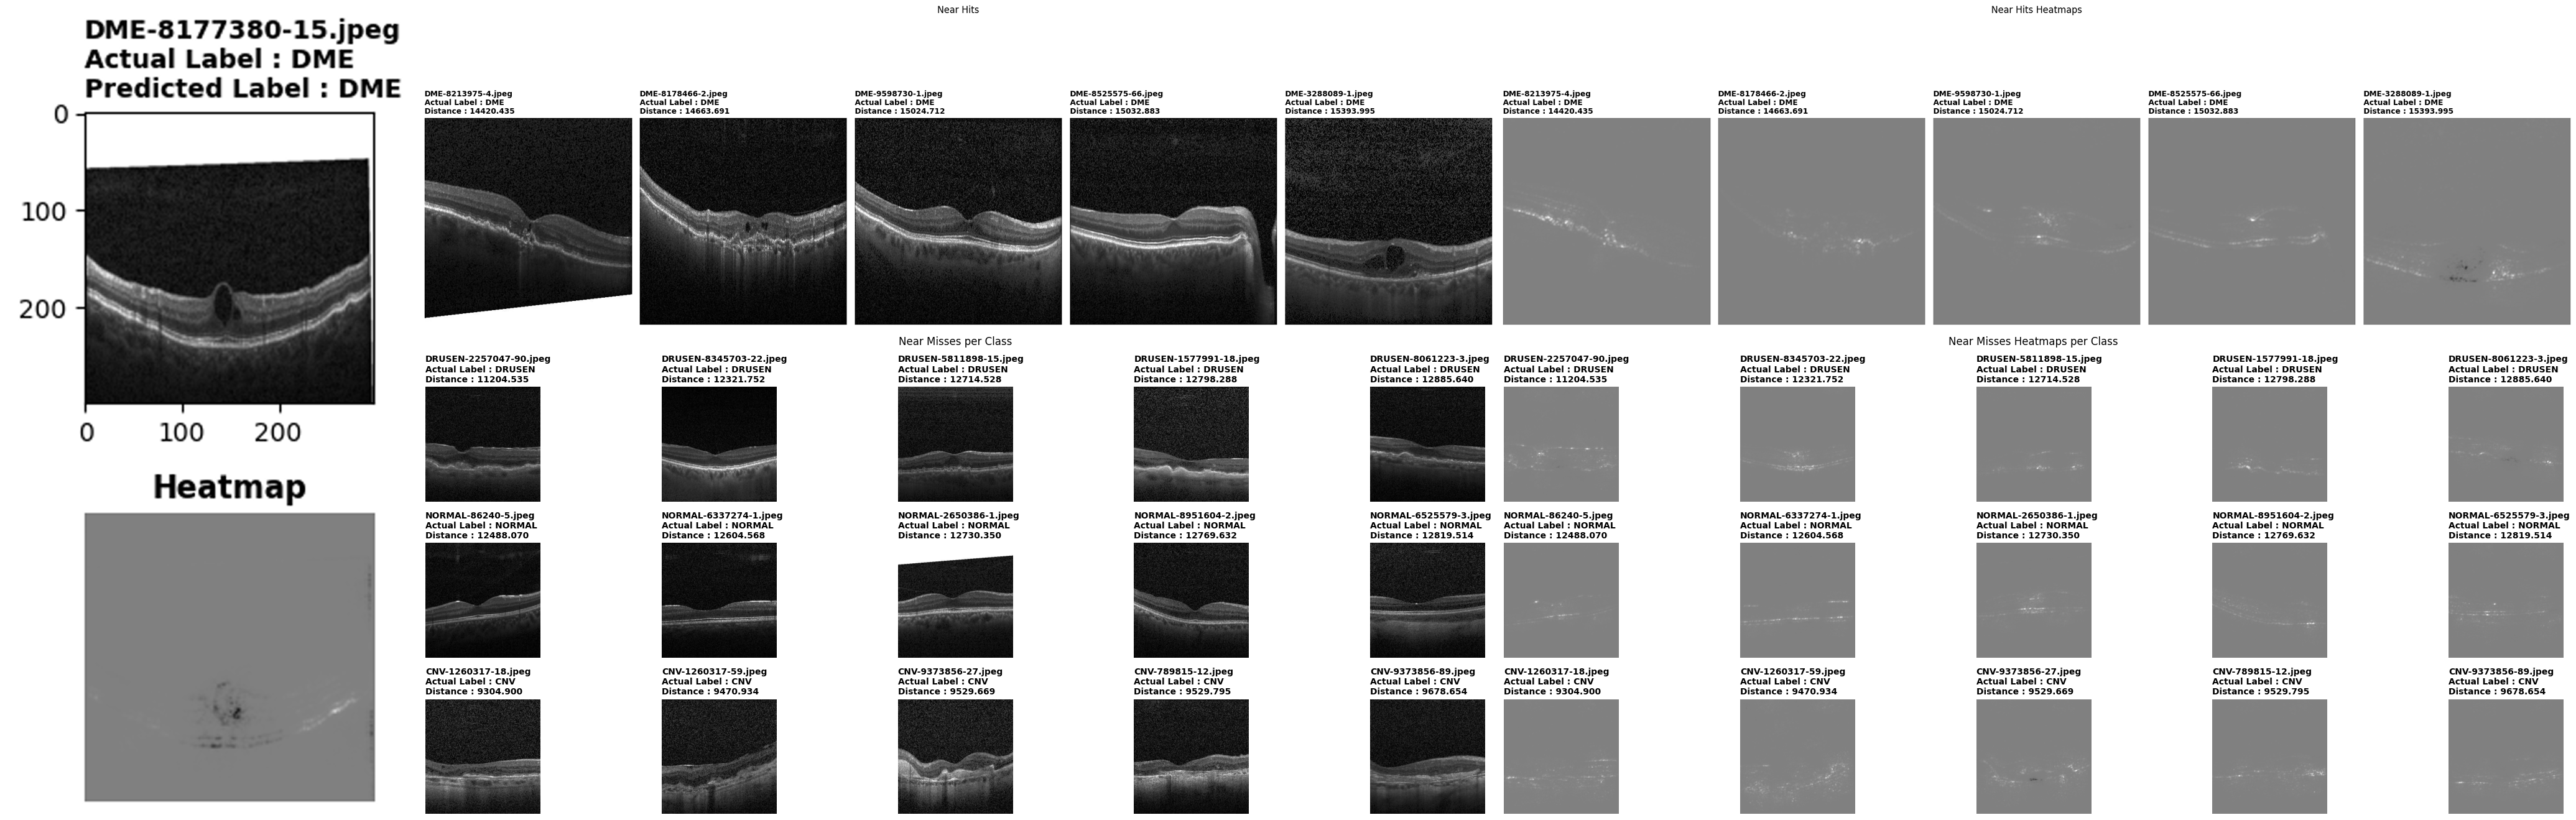 DME-8177380-15.jpeg
Actual Label : DME
Predicted Label : DME
0
100
200
0 100 200
Heatmap
Near Hits
DME-8213975-4.jpeg
Actual Label : DME
Distance : 14420.435
DME-8178466-2.jpeg
Actual Label : DME
Distance : 14663.691
DME-9598730-1.jpeg
Actual Label : DME
Distance : 15024.712
DME-8525575-66.jpeg
Actual Label : DME
Distance : 15032.883
DME-3288089-1.jpeg
Actual Label : DME
Distance : 15393.995
Near Hits Heatmaps
DME-8213975-4.jpeg
Actual Label : DME
Distance : 14420.435
DME-8178466-2.jpeg
Actual Label : DME
Distance : 14663.691
DME-9598730-1.jpeg
Actual Label : DME
Distance : 15024.712
DME-8525575-66.jpeg
Actual Label : DME
Distance : 15032.883
DME-3288089-1.jpeg
Actual Label : DME
Distance : 15393.995
Near Misses per Class
DRUSEN-2257047-90.jpeg
Actual Label : DRUSEN
Distance : 11204.535
DRUSEN-8345703-22.jpeg
Actual Label : DRUSEN
Distance : 12321.752
DRUSEN-5811898-15.jpeg
Actual Label : DRUSEN
Distance : 12714.528
DRUSEN-1577991-18.jpeg
Actual Label : DRUSEN
Distance : 12798.288
DRUSEN-8061223-3.jpeg
Actual Label : DRUSEN
Distance : 12885.640
NORMAL-86240-5.jpeg
Actual Label : NORMAL
Distance : 12488.070
NORMAL-6337274-1.jpeg
Actual Label : NORMAL
Distance : 12604.568
NORMAL-2650386-1.jpeg
Actual Label : NORMAL
Distance : 12730.350
NORMAL-8951604-2.jpeg
Actual Label : NORMAL
Distance : 12769.632
NORMAL-6525579-3.jpeg
Actual Label : NORMAL
Distance : 12819.514
CNV-1260317-18.jpeg
Actual Label : CNV
Distance : 9304.900
CNV-1260317-59.jpeg
Actual Label : CNV
Distance : 9470.934
CNV-9373856-27.jpeg
Actual Label : CNV
Distance : 9529.669
CNV-789815-12.jpeg
Actual Label : CNV
Distance : 9529.795
CNV-9373856-89.jpeg
Actual Label : CNV
Distance : 9678.654
Near Misses Heatmaps per Class
DRUSEN-2257047-90.jpeg
Actual Label : DRUSEN
Distance : 11204.535
DRUSEN-8345703-22.jpeg
Actual Label : DRUSEN
Distance : 12321.752
DRUSEN-5811898-15.jpeg
Actual Label : DRUSEN
Distance : 12714.528
DRUSEN-1577991-18.jpeg
Actual Label : DRUSEN
Distance : 12798.288
DRUSEN-8061223-3.jpeg
Actual Label : DRUSEN
Distance : 12885.640
NORMAL-86240-5.jpeg
Actual Label : NORMAL
Distance : 12488.070
NORMAL-6337274-1.jpeg
Actual Label : NORMAL
Distance : 12604.568
NORMAL-2650386-1.jpeg
Actual Label : NORMAL
Distance : 12730.350
NORMAL-8951604-2.jpeg
Actual Label : NORMAL
Distance : 12769.632
NORMAL-6525579-3.jpeg
Actual Label : NORMAL
Distance : 12819.514
CNV-1260317-18.jpeg
Actual Label : CNV
Distance : 9304.900
CNV-1260317-59.jpeg
Actual Label : CNV
Distance : 9470.934
CNV-9373856-27.jpeg
Actual Label : CNV
Distance : 9529.669
CNV-789815-12.jpeg
Actual Label : CNV
Distance : 9529.795
CNV-9373856-89.jpeg
Actual Label : CNV
Distance : 9678.654